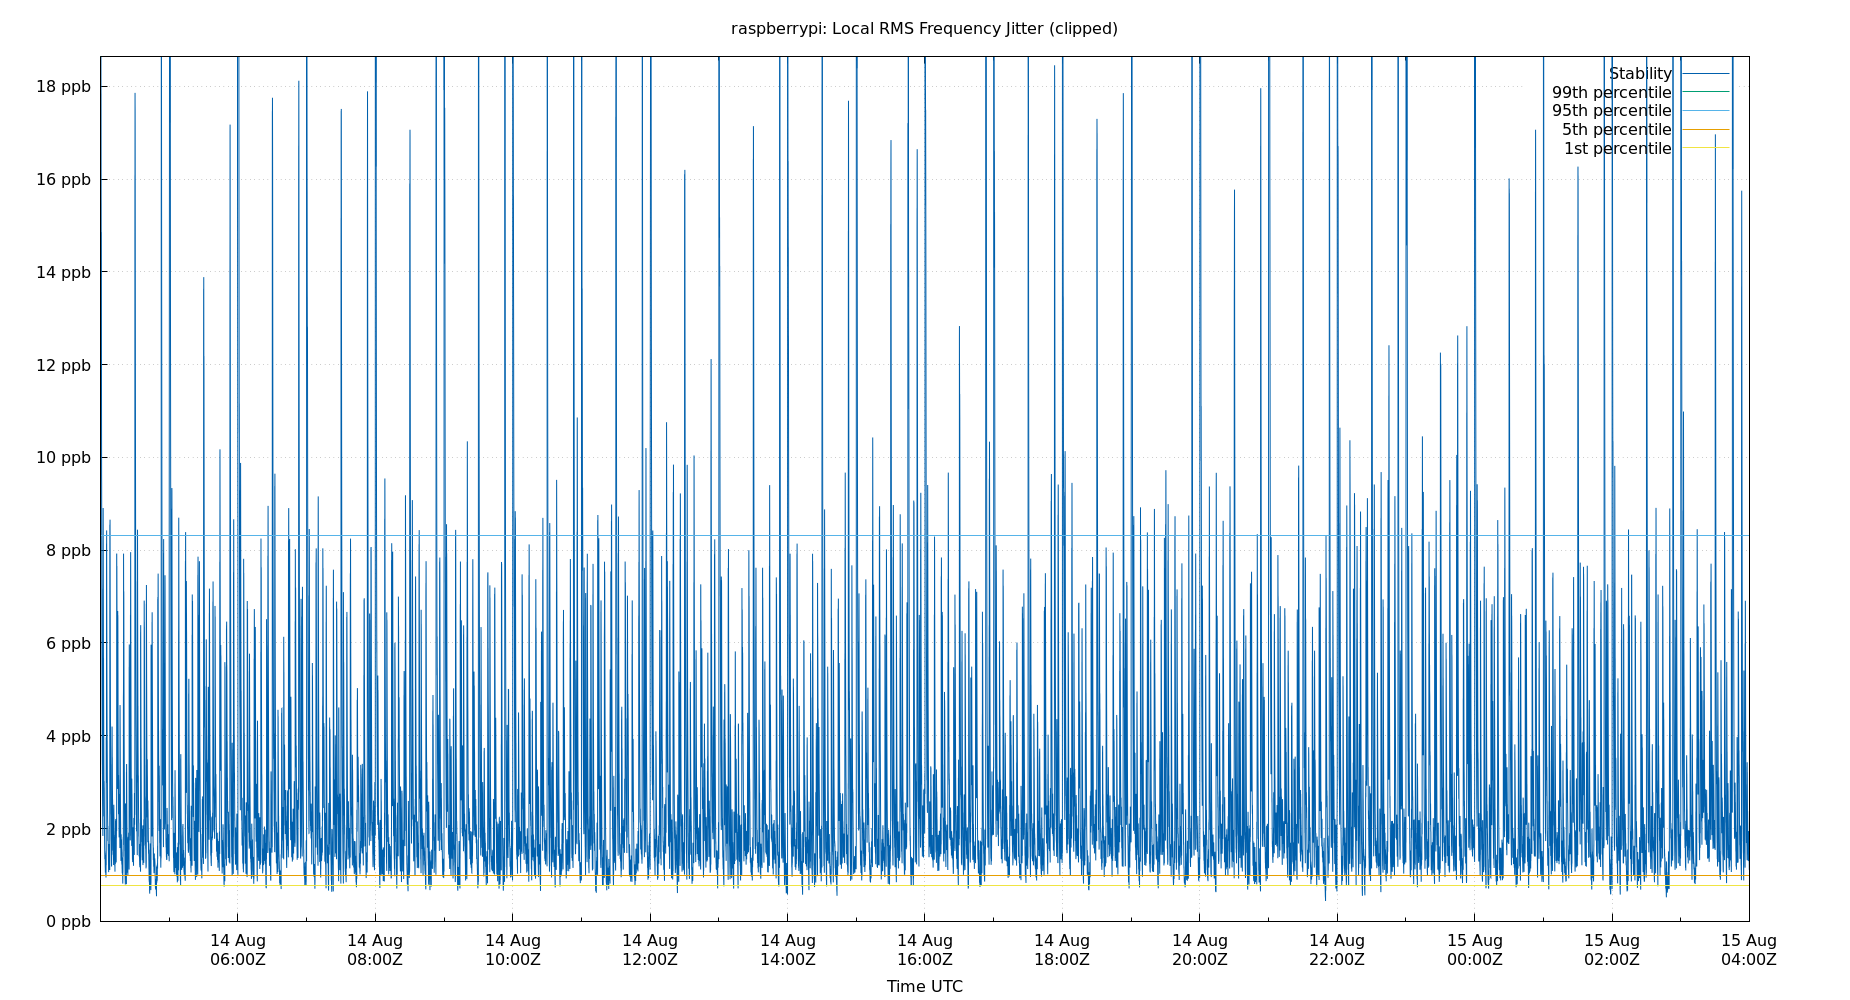 raspberrypi: Local RMS Frequency Jitter (clipped)
18 ppb
16 ppb
14 ppb
12 ppb
10 ppb
8 ppb
6 ppb
4 ppb
2 ppb
0 ppb
Stability
99th percentile
95th percentile
5th percentile
1st percentile
14 Aug 14 Aug 14 Aug 14 Aug 14 Aug 14 Aug 14 Aug 14 Aug 14 Aug 15 Aug 15 Aug 15 Aug
06:00Z 08:00Z 10:00Z 12:00Z 14:00Z 16:00Z 18:00Z 20:00Z 22:00Z 00:00Z 02:00Z 04:00Z
Time UTC